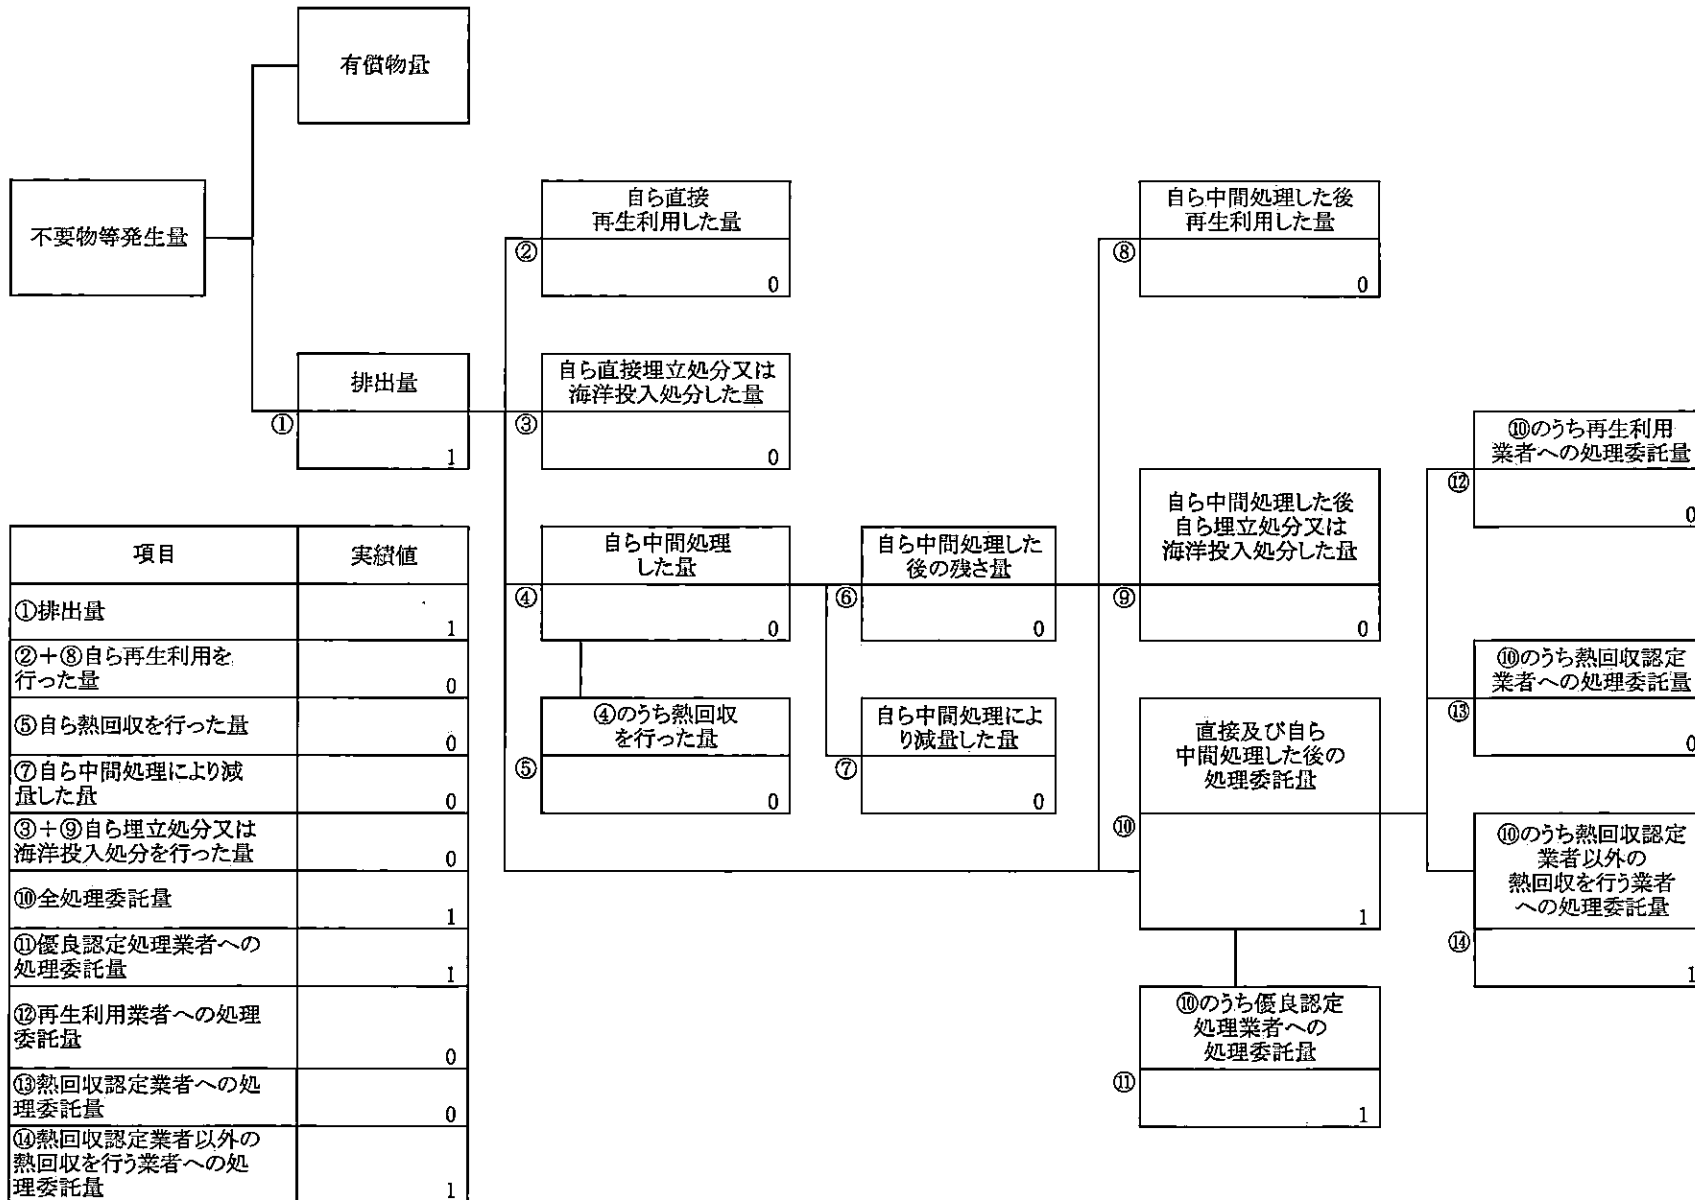 有償物量
不要物等発生量
自ら直接
再生利用した量
②
0
自ら中間処理した後
再生利用した量
⑧
0
排出量
①
1
自ら直接埋立処分又は
海洋投入処分した量
③
0
⑩のうち再生利用
業者への処理委託量
⑫
0
自ら中間処理
した量
④
0
自ら中間処理した
後の残さ量
⑥
0
自ら中間処理した後
自ら埋立処分又は
海洋投入処分した量
⑨
0
⑩のうち熱回収認定
業者への処理委託量
⑬
0
④のうち熱回収
を行った量
⑤
0
自ら中間処理によ
り減量した量
⑦
0
直接及び自ら
中間処理した後の
処理委託量
⑩
1
⑩のうち熱回収認定
業者以外の
熱回収を行う業者
への処理委託量
⑭
1
⑩のうち優良認定
処理業者への
処理委託量
⑪
1
項目 実績値
①排出量
1
②+⑧自ら再生利用を
行った量 0
⑤自ら熱回収を行った量
0
⑦自ら中間処理により減
量した量 0
③+⑨自ら埋立処分又は
海洋投入処分を行った量 0
⑩全処理委託量
1
⑪優良認定処理業者への
処理委託量 1
⑫再生利用業者への処理
委託量
0
⑬熱回収認定業者への処
理委託量 0
⑭熱回収認定業者以外の
熱回収を行う業者への処
理委託量 1